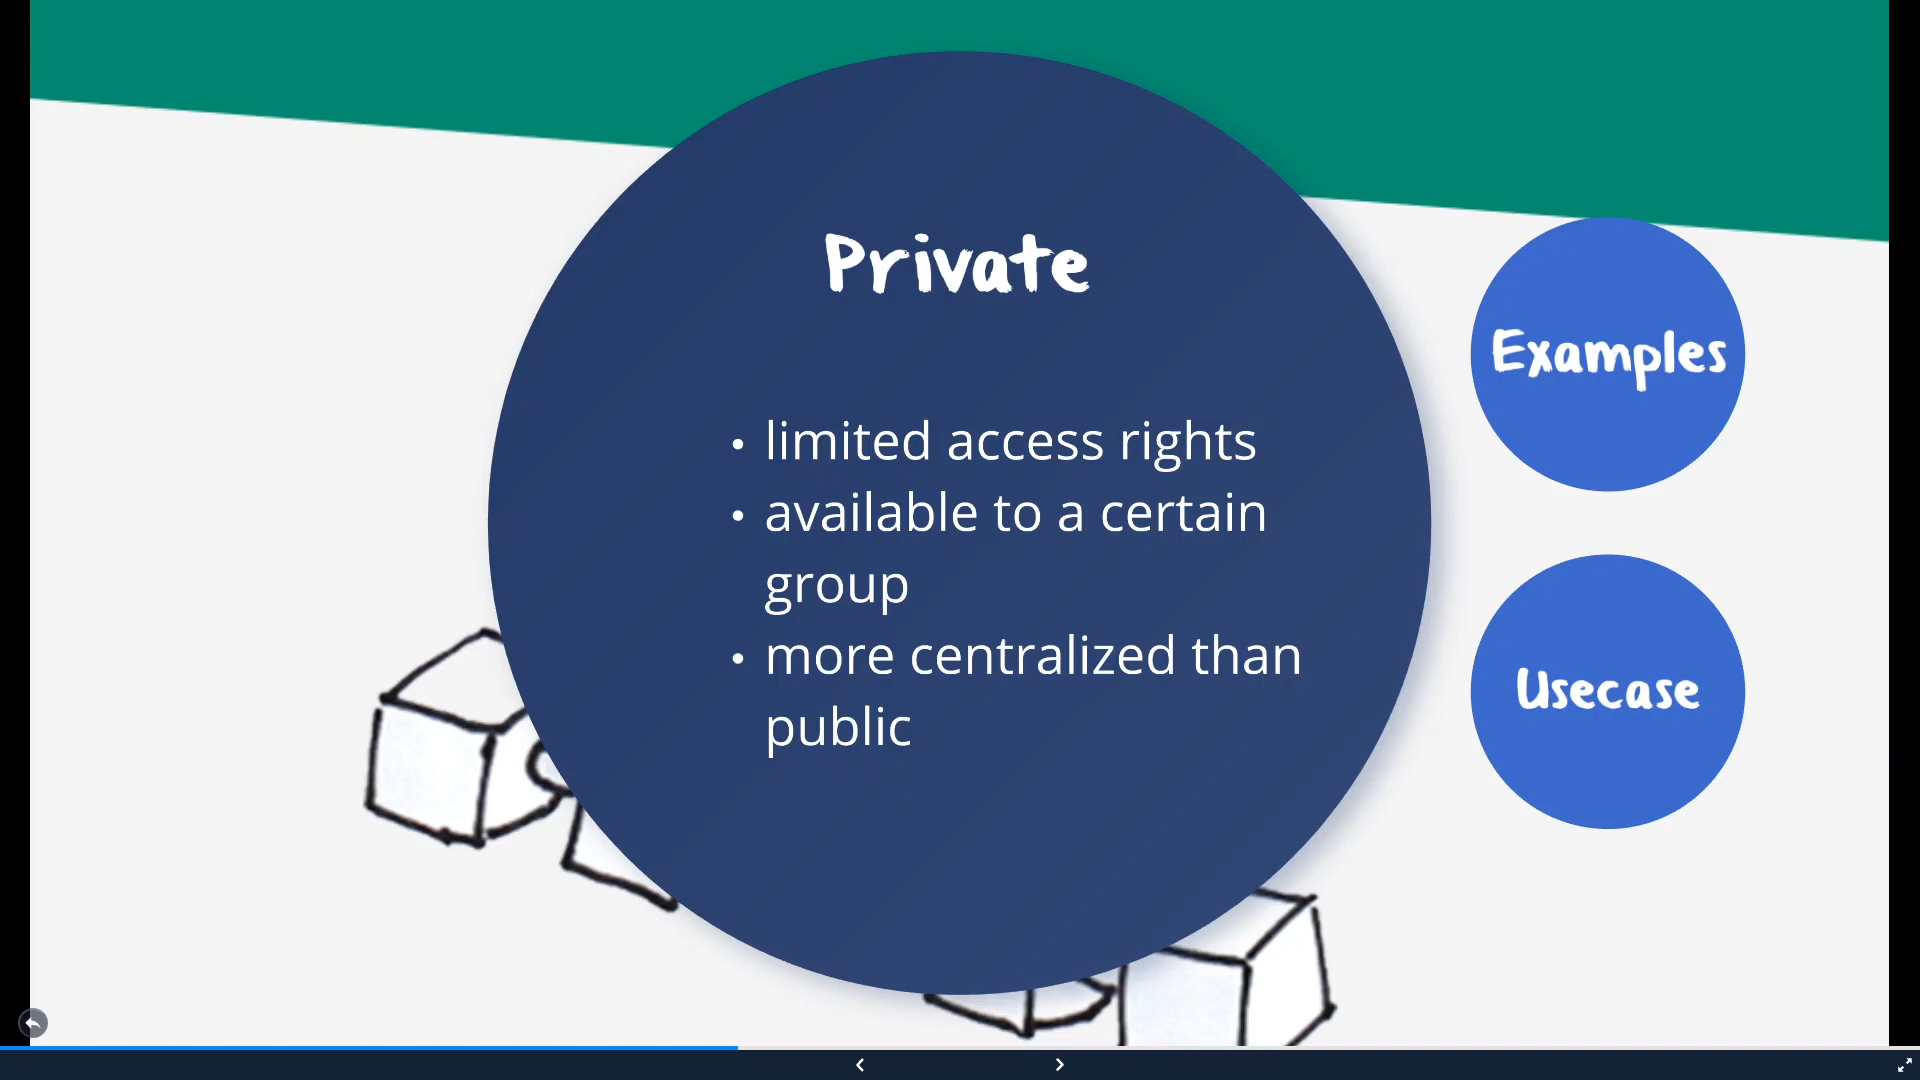 Private
• limited access rights
• available to a certain
group
• more centralized than
public
Examples
Usecase